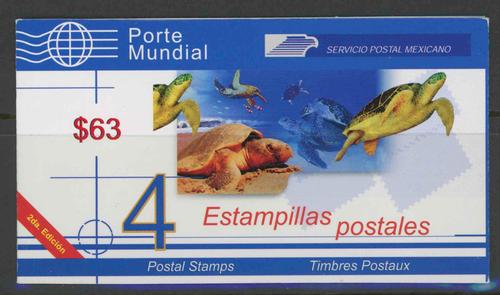 Porte
Mundial
SERVICIO POSTAL MEXICANO
$63
4
Estampillas postales
2da. Edición
Postal Stamps
Timbres Postaux